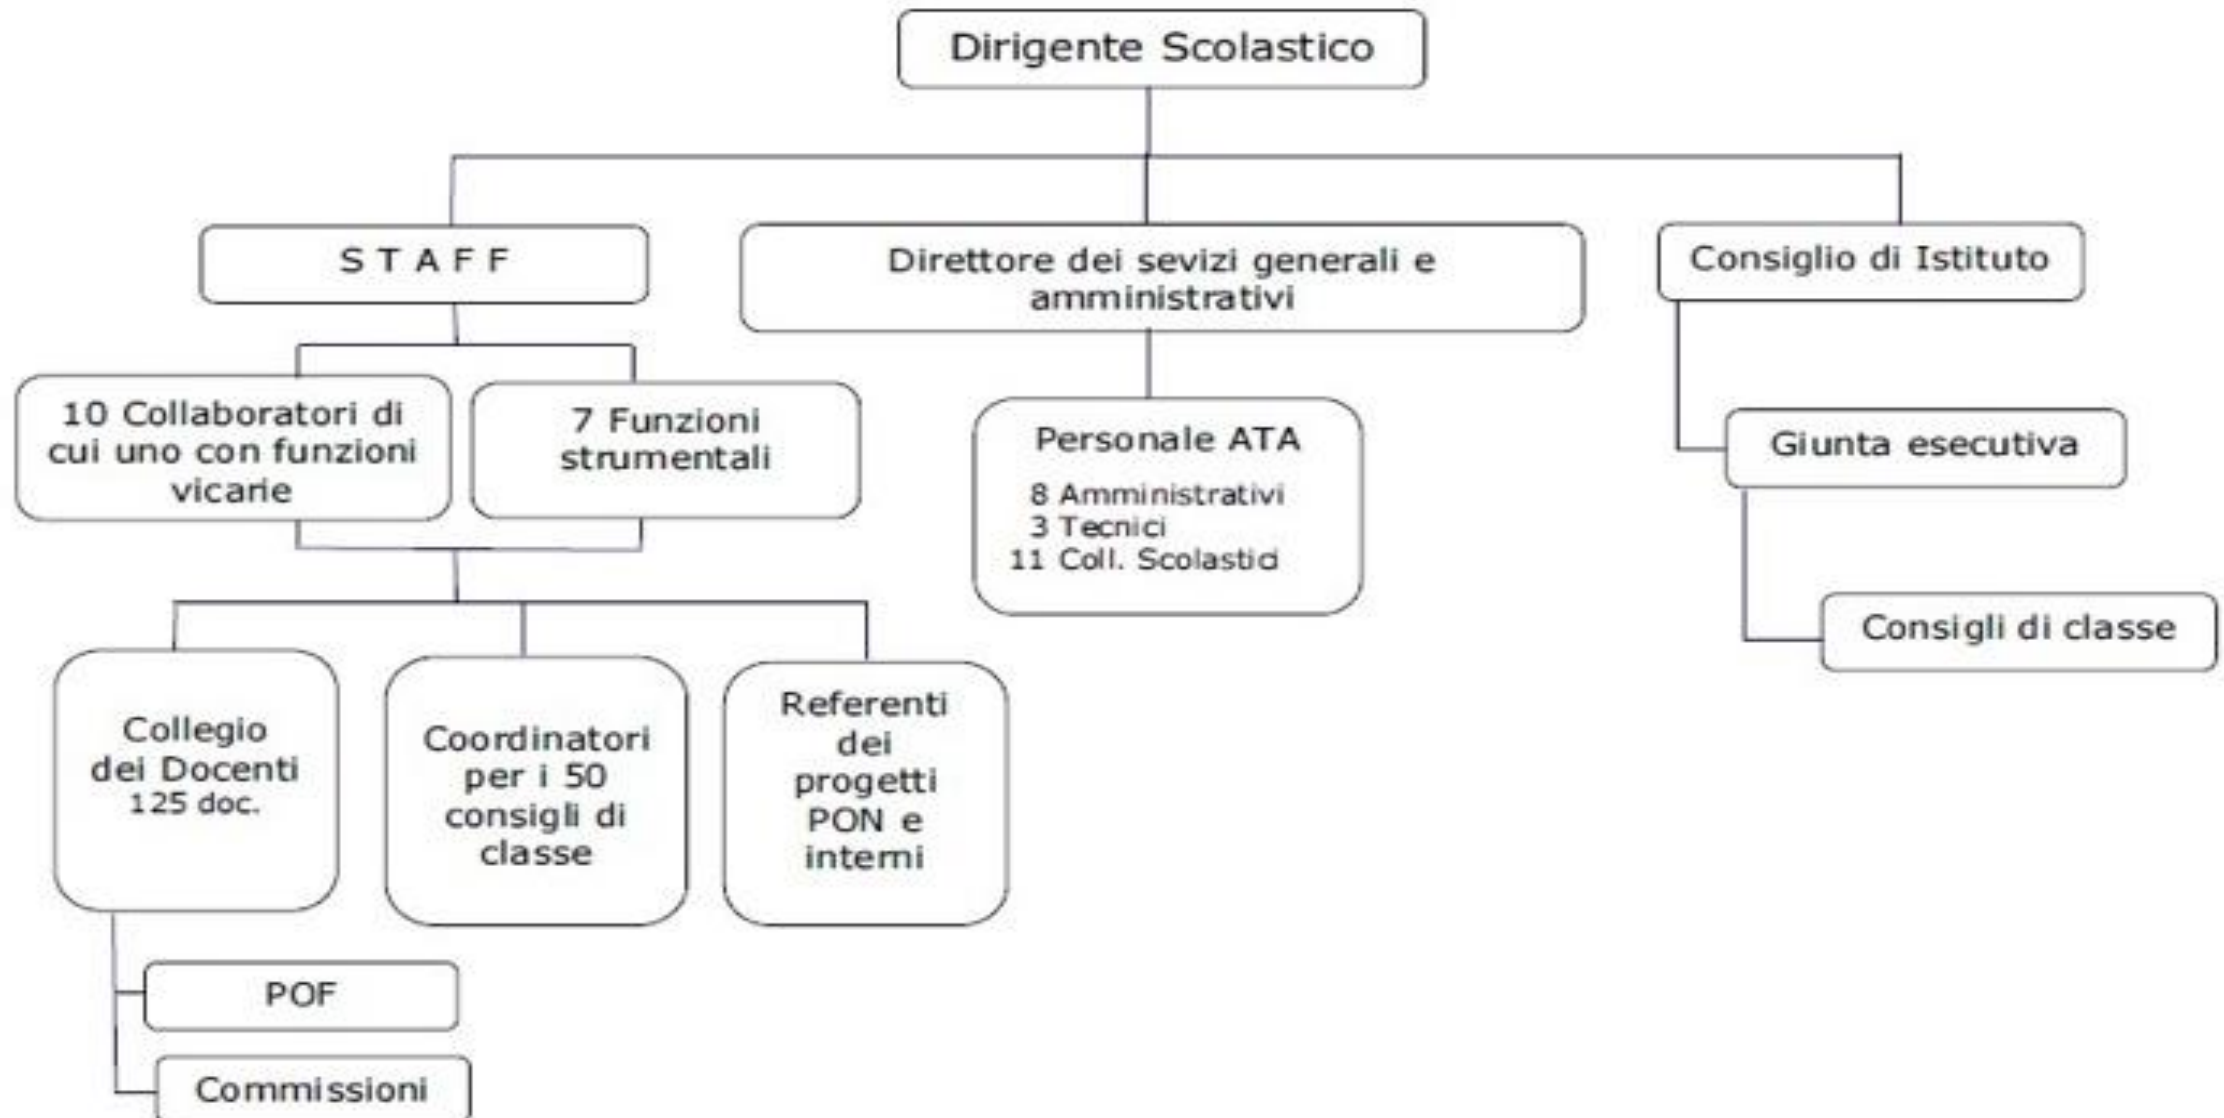 Dirigente Scolastico
S T A F F
Direttore dei sevizi generali e
amministrativi
Consiglio di Istituto
10 Collaboratori di
cui uno con funzioni
vicarie
7 Funzioni
strumentali
Personale ATA
8 Amministrativi
3 Tecnici
11 Coll. Scolastici
Giunta esecutiva
Consigli di classe
Collegio
dei Docenti
125 doc.
Coordinatori
per i 50
consigli di
classe
Referenti
dei
progetti
PON e
interni
POF
Commissioni